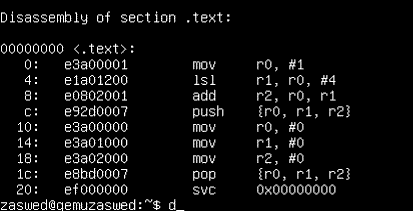 Disassembly of section .text:
00000000 <.text>:
0: e3a00001 mov r0, #1
4: e1a01200 lsl r1, r0, #4
8: e0802001 add r2, r0, r1
c: e92d0007 push {r0, r1, r2}
10: e3a00000 mov r0, #0
14: e3a01000 mov r1, #0
18: e3a02000 mov r2, #0
1c: e8bd0007 pop {r0, r1, r2}
20: ef000000 svc 0x00000000
zaswed@qemuzaswed:~$ d_